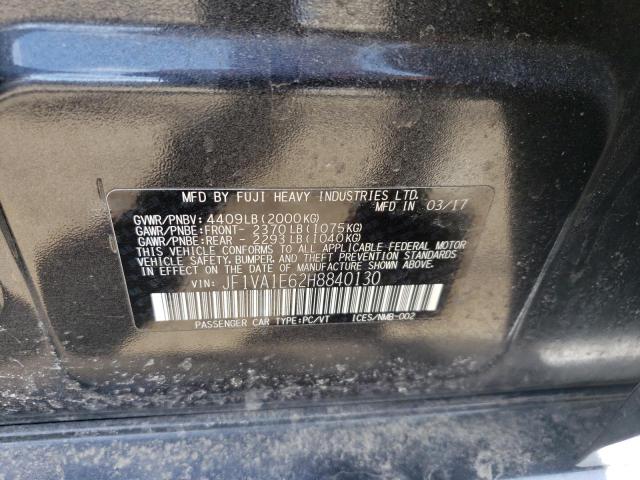 MFD BY FUJI HEAVY INDUSTRIES LTD.
MFD IN 03/17
GVWR/PNBV: 4409LB(2000KG)
GAWR/PNBE:FRONT- 2370LB(1075KG)
GAWR/PNBE:REAR - 2293LB(1040KG)
THIS VEHICLE CONFORMS TO ALL APPLICABLE FEDERAL MOTOR
VEHICLE SAFETY, BUMPER, AND THEFT PREVENTION
STANDARDS IN EFFECT ON THE DATE OF MANUFACTURE SHOWN ABOVE.
VIN: JF1VA1E62H8840130
PASSENGER CAR TYPE:PC/VT ICES/NMB-002